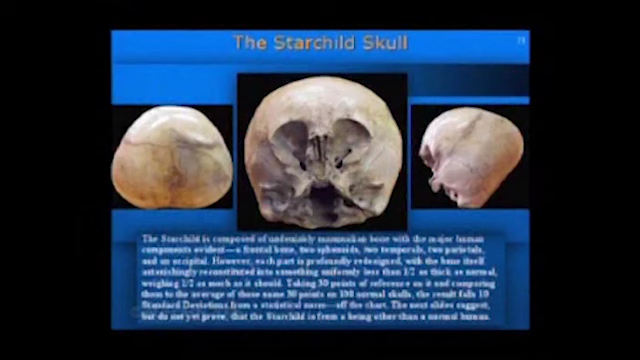 The Starchild Skull
The Starchild is composed of undeniably mammalian bone with the major human
components evident—a frontal bone, two sphenoids, two temporals, two parietals,
and an occipital. However, each part is profoundly redesigned, with the bone itself
astonishingly reconstituted into something uniformly less than 1/2 as thick as normal,
weighing 1/2 as much as it should. Taking 30 points of reference on it and comparing
them to the average of those same 30 points on 100 normal skulls, the result falls 10
Standard Deviations from a statistical norm—off the chart. The next slides suggest,
but do not yet prove, that the Starchild is from a being other than a normal human.